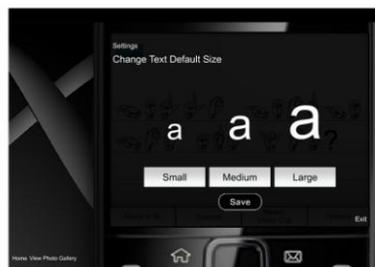 Settings
Change Text Default Size
a a a
Small Medium Large
Save
Exit
Home View Photo Gallery